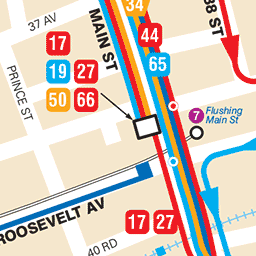 34
MAIN ST
88 ST
37 AV
17
44
19 27
65
50 66
PRINCE ST
7
Flushing
Main St
17 27
ROOSEVELT AV
40 RD